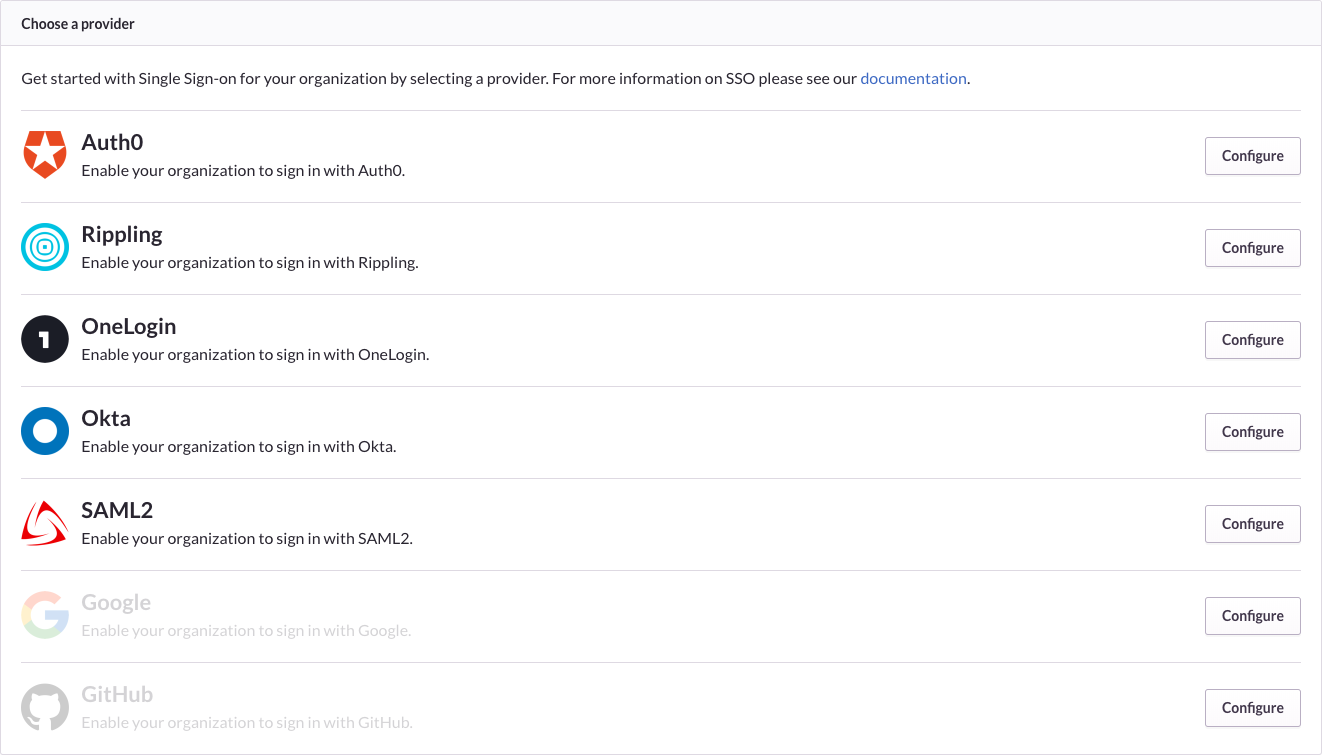 Choose a provider
Get started with Single Sign-on for your organization by selecting a provider. For more information on SSO please see our documentation.
Auth0
Enable your organization to sign in with Auth0.
Configure
Rippling
Enable your organization to sign in with Rippling.
Configure
OneLogin
Enable your organization to sign in with OneLogin.
Configure
Okta
Enable your organization to sign in with Okta.
Configure
SAML2
Enable your organization to sign in with SAML2.
Configure
Google
Enable your organization to sign in with Google.
Configure
GitHub
Enable your organization to sign in with GitHub.
Configure